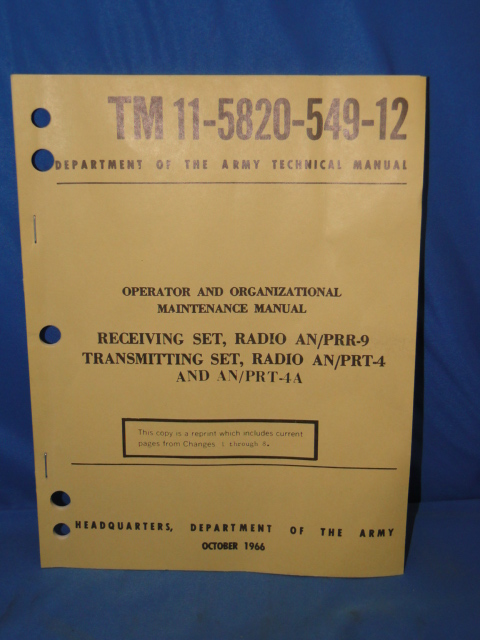 TM 11-5820-549-12
DEPARTMENT OF THE ARMY TECHNICAL MANUAL
OPERATOR AND ORGANIZATIONAL
MAINTENANCE MANUAL
RECEIVING SET, RADIO AN/PRR-9
TRANSMITTING SET, RADIO AN/PRT-4
AND AN/PRT-4A
This copy is a reprint which includes current
pages from Changes 1 through
HEADQUARTERS, DEPARTMENT OF THE ARMY
OCTOBER 1966